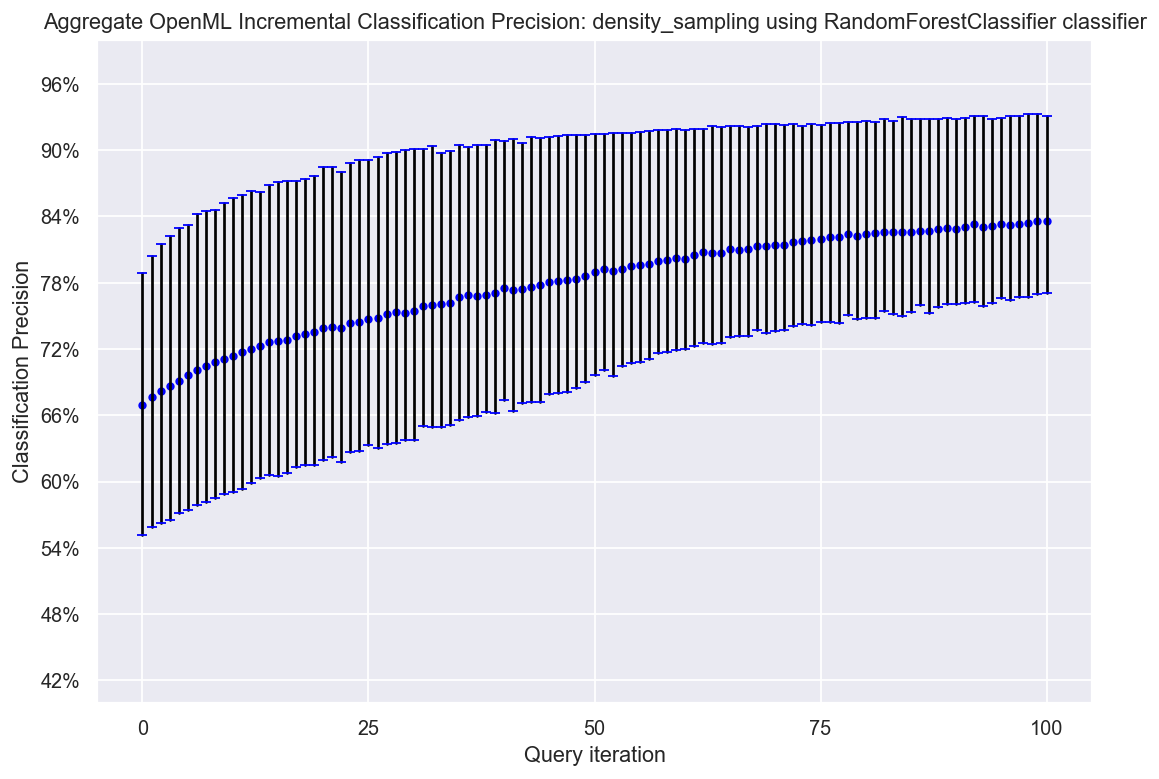 Aggregate OpenML Incremental Classification Precision: density_sampling using RandomForestClassifier classifier
96%
90%
84%
78%
72%
66%
60%
54%
48%
42%
Classification Precision
0 25 50 75 100
Query iteration